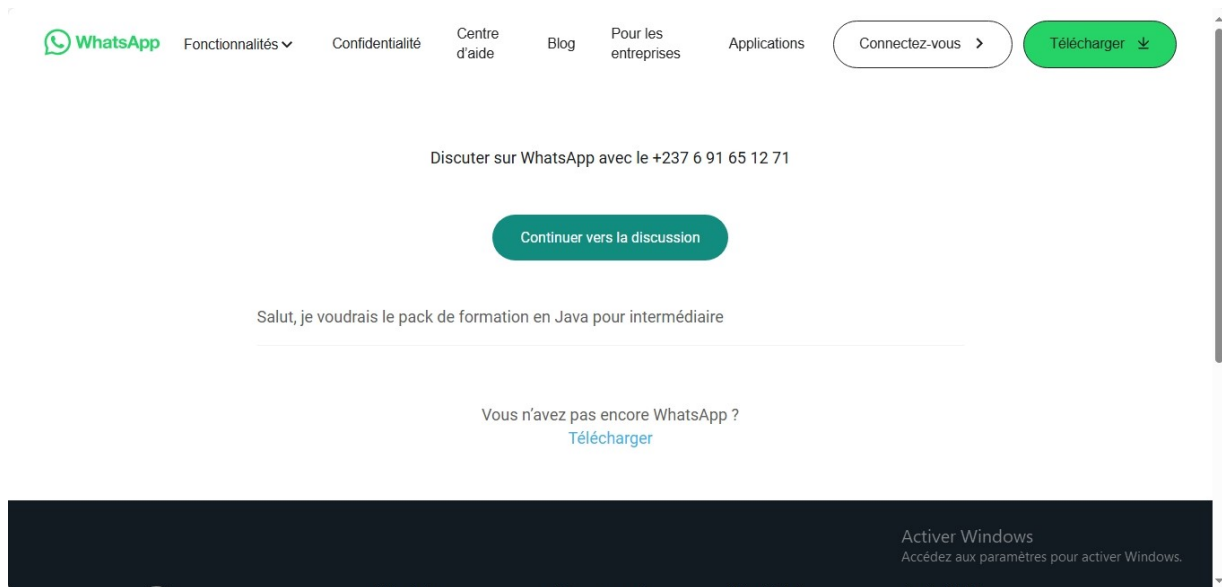 WhatsApp
Fonctionnalités
Confidentialité
Centre
d'aide
Blog
Pour les
entreprises
Applications
Connectez-vous
Télécharger
Discuter sur WhatsApp avec le +237 6 91 65 12 71
Continuer vers la discussion
Salut, je voudrais le pack de formation en Java pour intermédiaire
Vous n'avez pas encore WhatsApp ?
Télécharger
Activer Windows
Accédez aux paramètres pour activer Windows.